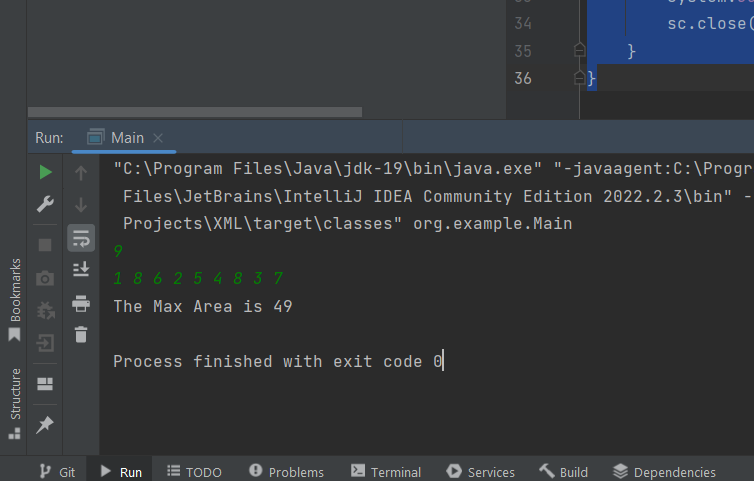 34 sc.close(
35 }
36 }
Run: Main
"C:\Program Files\Java\jdk-19\bin\java.exe" "-javaagent:C:\Progr
Files\JetBrains\IntelliJ IDEA Community Edition 2022.2.3\bin" -
Projects\XML\target\classes" org.example.Main
9
1 8 6 2 5 4 8 3 7
The Max Area is 49
Process finished with exit code 0
Bookmarks
Structure
Git Run TODO Problems Terminal Services Build Dependencies